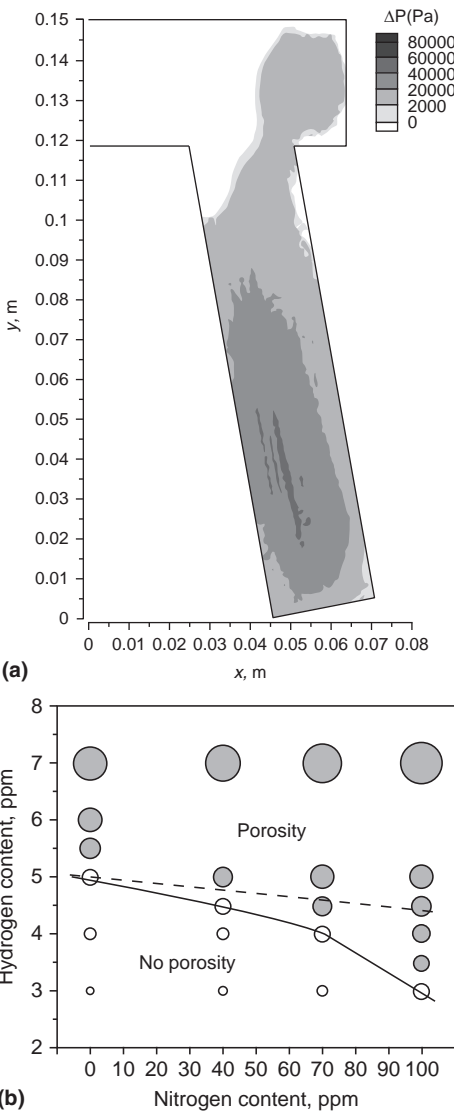 0.15
0.14
0.13
0.12
0.11
0.1
0.09
0.08
0.07
0.06
0.05
0.04
0.03
0.02
0.01
0
y, m
0 0.01 0.02 0.03 0.04 0.05 0.06 0.07 0.08
x, m
ΔP(Pa)
80000
60000
40000
20000
2000
0
(a)
8
7
6
5
4
3
2
Hydrogen content, ppm
Porosity
No porosity
0 10 20 30 40 50 60 70 80 90 100
Nitrogen content, ppm
(b)